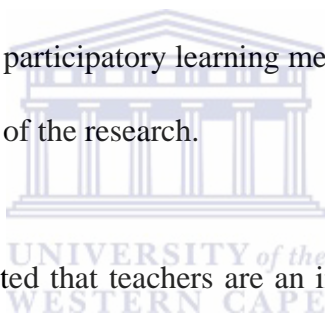 participatory learning me
of the research.
UNIVERSITY of the
ted that teachers are an i
WESTERN CAPE